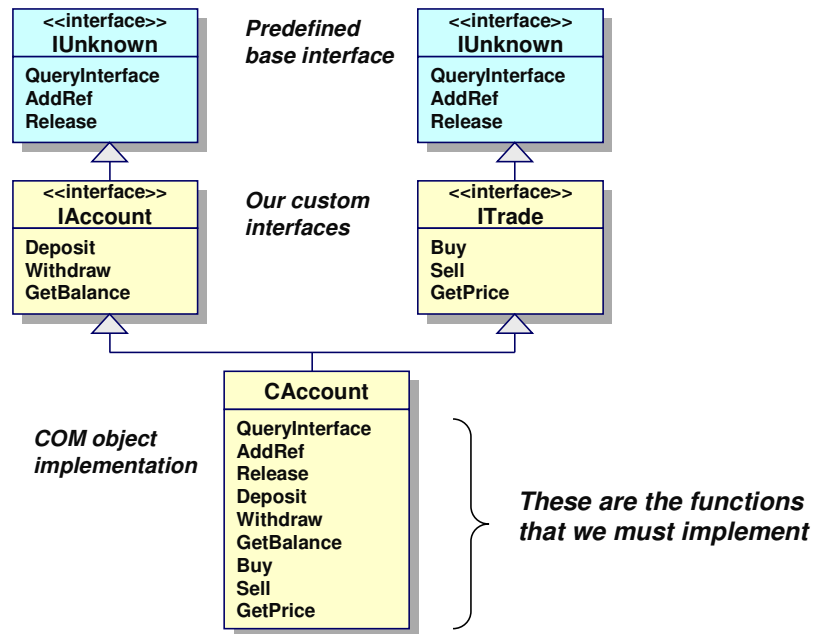 <<interface>>
IUnknown
QueryInterface
AddRef
Release
Predefined
base interface
<<interface>>
IUnknown
QueryInterface
AddRef
Release
<<interface>>
IAccount
Deposit
Withdraw
GetBalance
Our custom
interfaces
<<interface>>
ITrade
Buy
Sell
GetPrice
COM object
implementation
CAccount
QueryInterface
AddRef
Release
Deposit
Withdraw
GetBalance
Buy
Sell
GetPrice
These are the functions
that we must implement